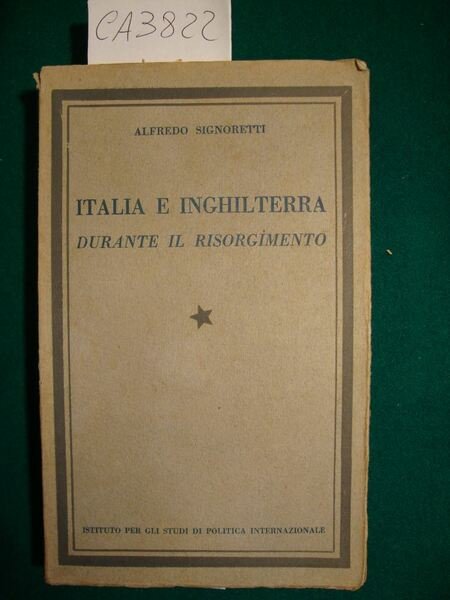 CA3822
ALFREDO SIGNORETTI
ITALIA E INGHILTERRA
DURANTE IL RISORGIMENTO
ISTITUTO PER GLI STUDI DI POLITICA INTERNAZIONALE